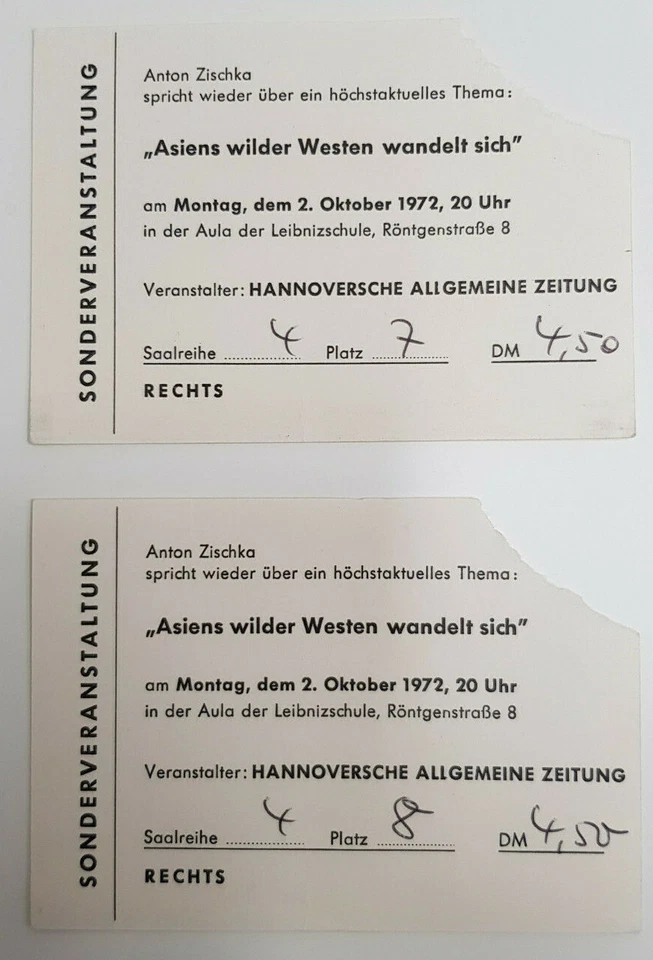 SONDERVERANSTALTUNG
Anton Zischka
spricht wieder über ein höchstaktuelles Thema:
„Asiens wilder Westen wandelt sich”
am Montag, dem 2. Oktober 1972, 20 Uhr
in der Aula der Leibnizschule, Röntgenstraße 8
Veranstalter: HANNOVERSCHE ALLGEMEINE ZEITUNG
Saalreihe 4 Platz 7 DM 4,50
RECHTS
SONDERVERANSTALTUNG
Anton Zischka
spricht wieder über ein höchstaktuelles Thema:
„Asiens wilder Westen wandelt sich”
am Montag, dem 2. Oktober 1972, 20 Uhr
in der Aula der Leibnizschule, Röntgenstraße 8
Veranstalter: HANNOVERSCHE ALLGEMEINE ZEITUNG
Saalreihe 4 Platz 8 DM 4,50
RECHTS